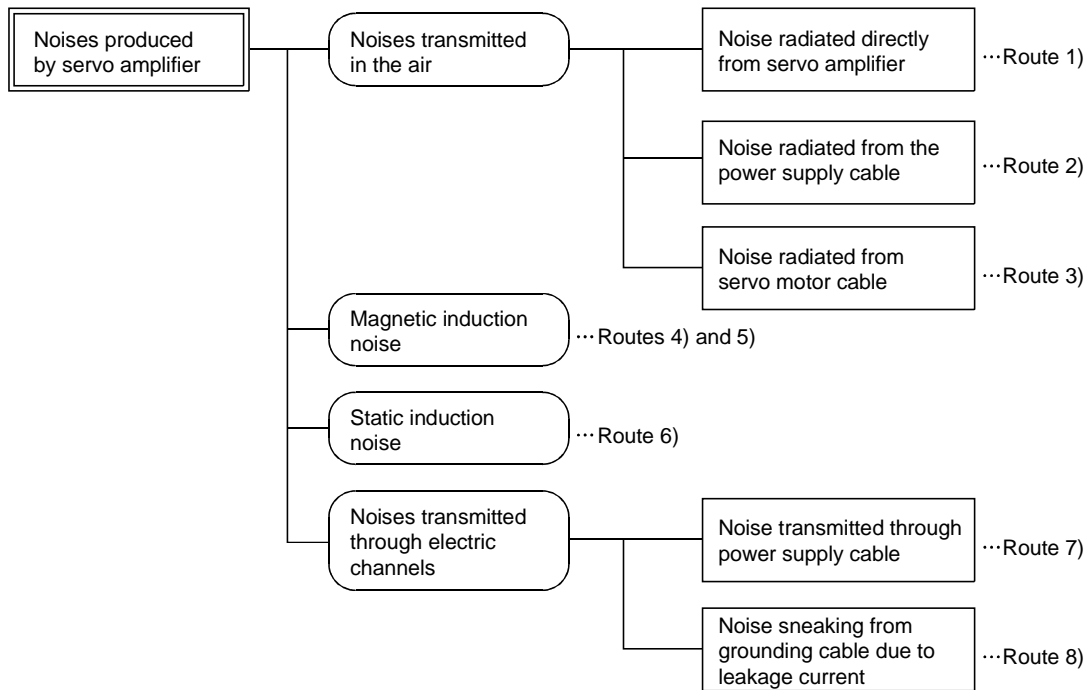 Noises produced
by servo amplifier
Noises transmitted
in the air
Noise radiated directly
from servo amplifier
…Route 1)
Noise radiated from the
power supply cable
…Route 2)
Noise radiated from
servo motor cable
…Route 3)
Magnetic induction
noise
…Routes 4) and 5)
Static induction
noise
…Route 6)
Noises transmitted
through electric
channels
Noise transmitted through
power supply cable
…Route 7)
Noise sneaking from
grounding cable due to
leakage current
…Route 8)